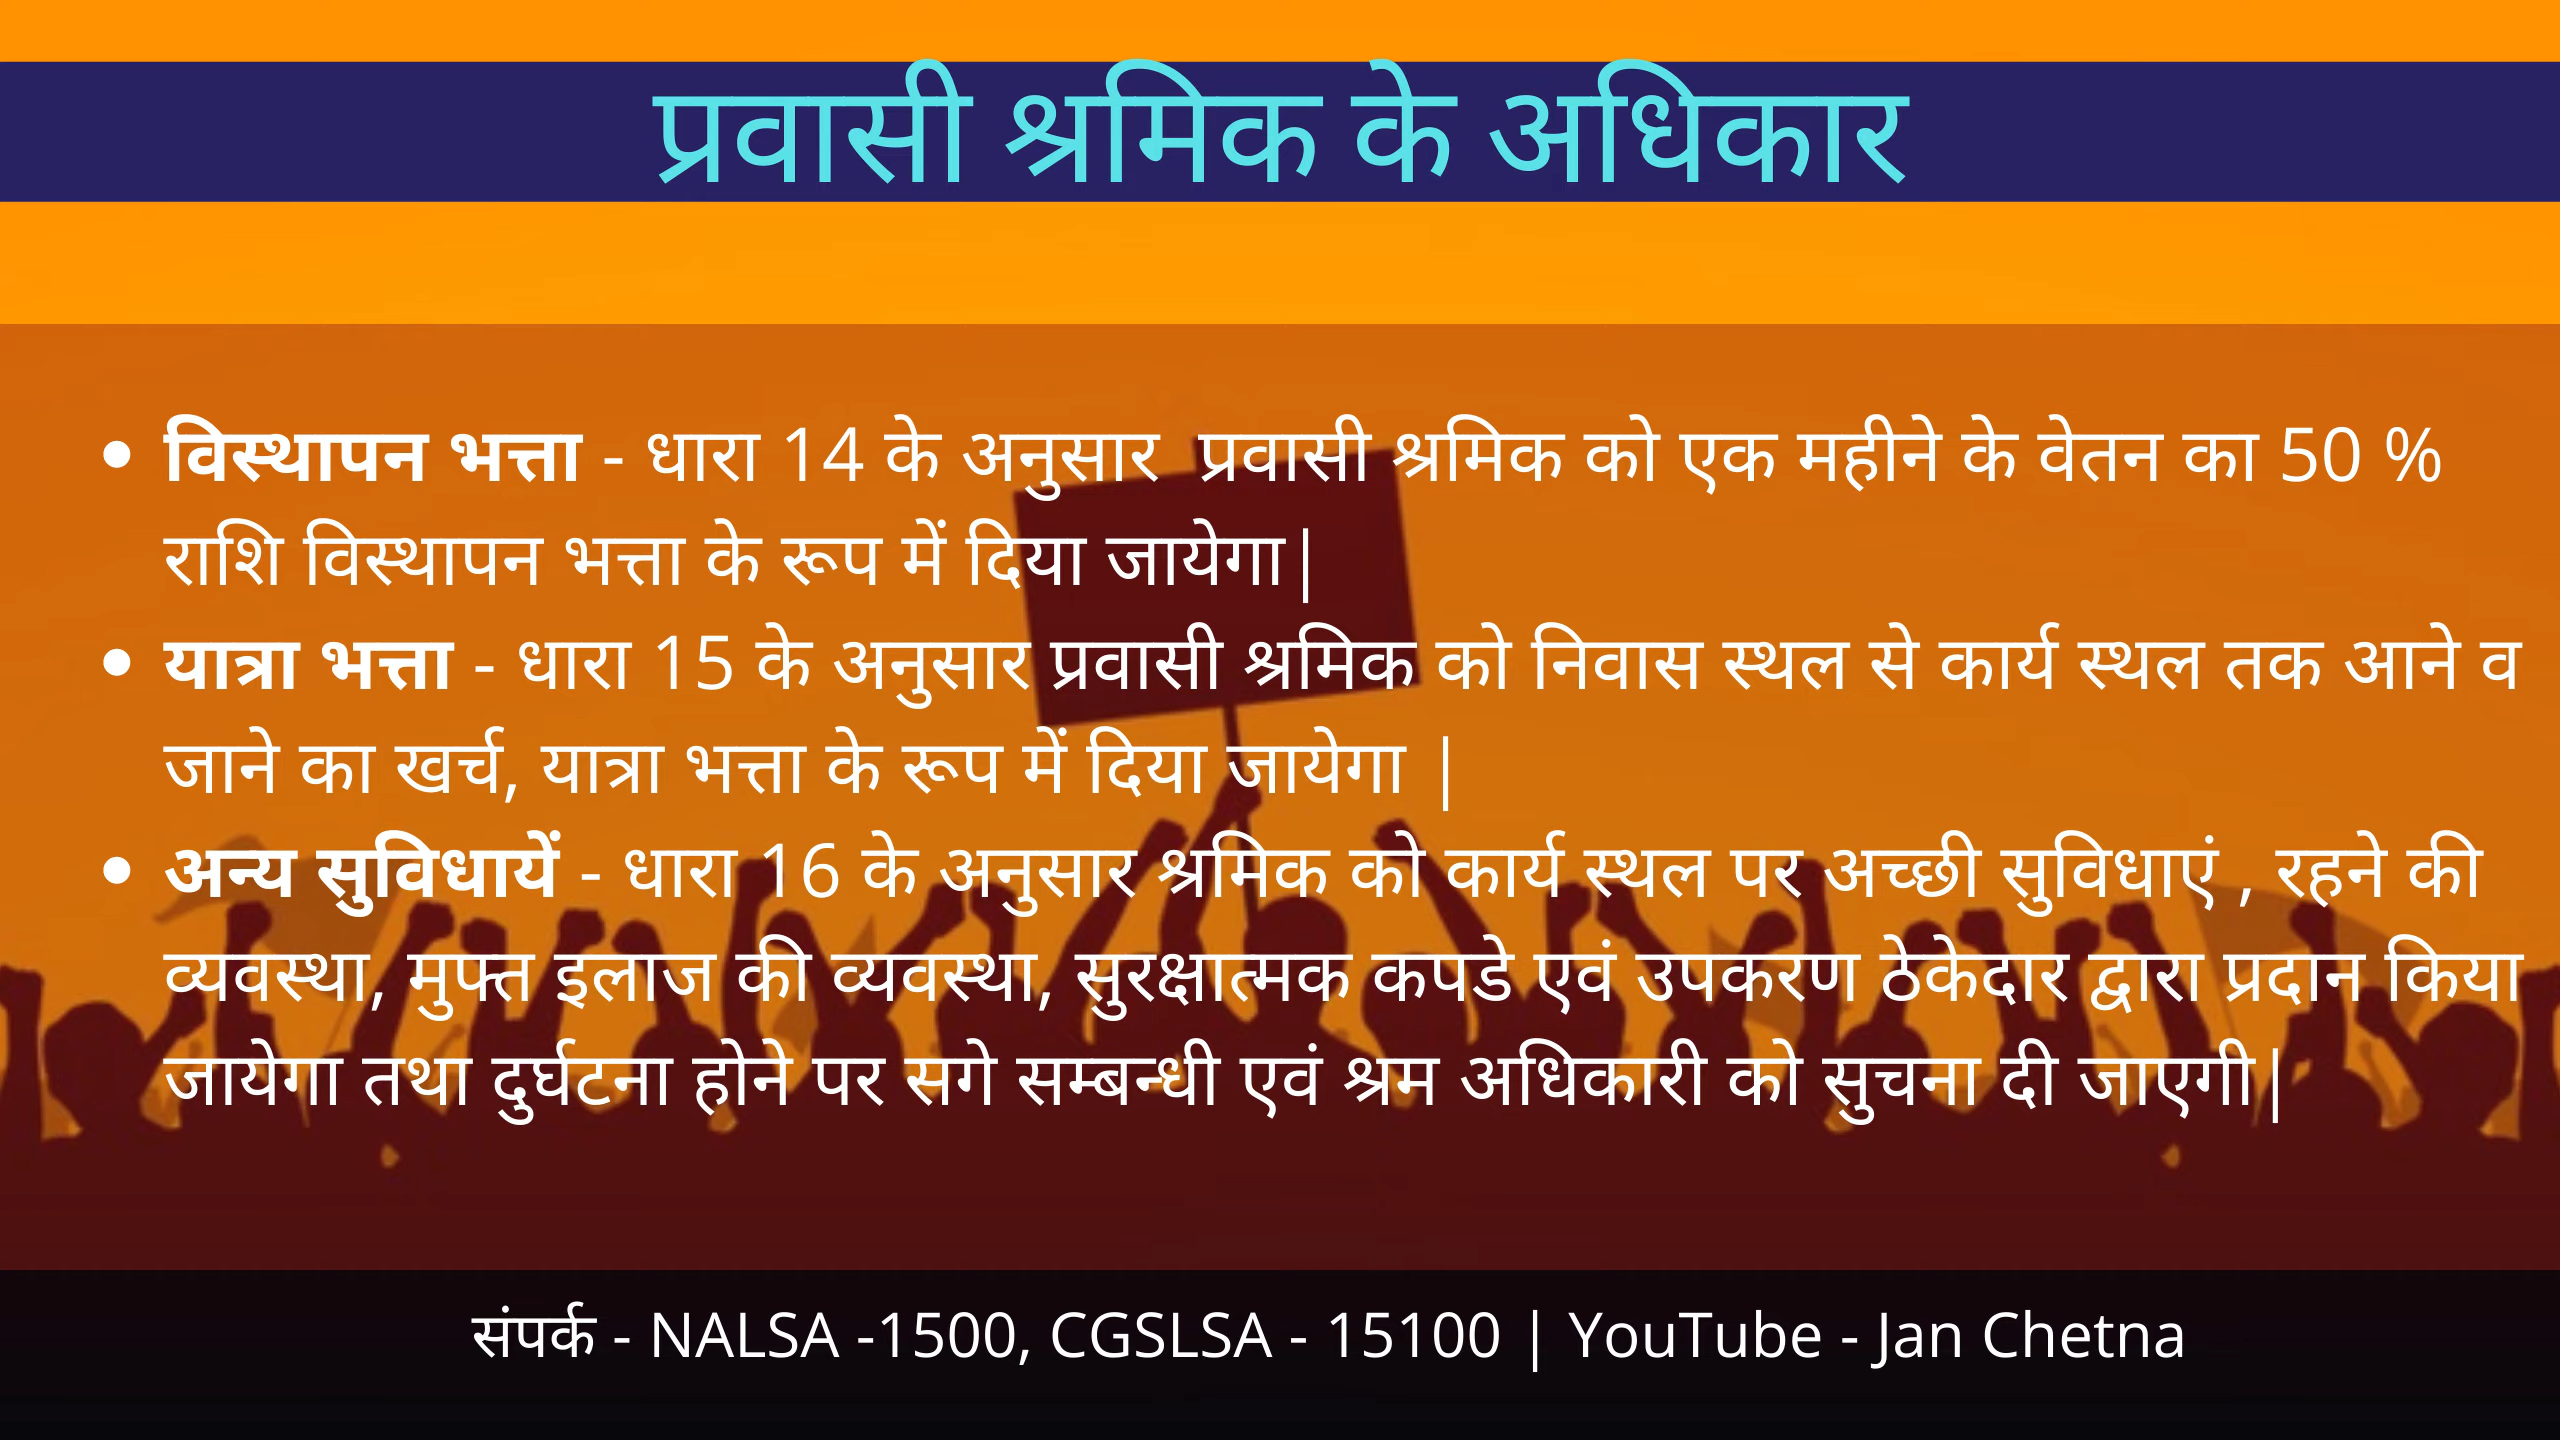 प्रवासी श्रमिक के अधिकार
• विस्थापन भत्ता - धारा 14 के अनुसार प्रवासी श्रमिक को एक महीने के वेतन का 50 %
राशि विस्थापन भत्ता के रूप में दिया जायेगा|
• यात्रा भत्ता - धारा 15 के अनुसार प्रवासी श्रमिक को निवास स्थल से कार्य स्थल तक आने व
जाने का खर्च, यात्रा भत्ता के रूप में दिया जायेगा |
• अन्य सुविधायें - धारा 16 के अनुसार श्रमिक को कार्य स्थल पर अच्छी सुविधाएं , रहने की
व्यवस्था, मुफ्त इलाज की व्यवस्था, सुरक्षात्मक कपडे एवं उपकरण ठेकेदार द्वारा प्रदान किया
जायेगा तथा दुर्घटना होने पर सगे सम्बन्धी एवं श्रम अधिकारी को सुचना दी जाएगी|
संपर्क - NALSA -1500, CGSLSA - 15100 | YouTube - Jan Chetna